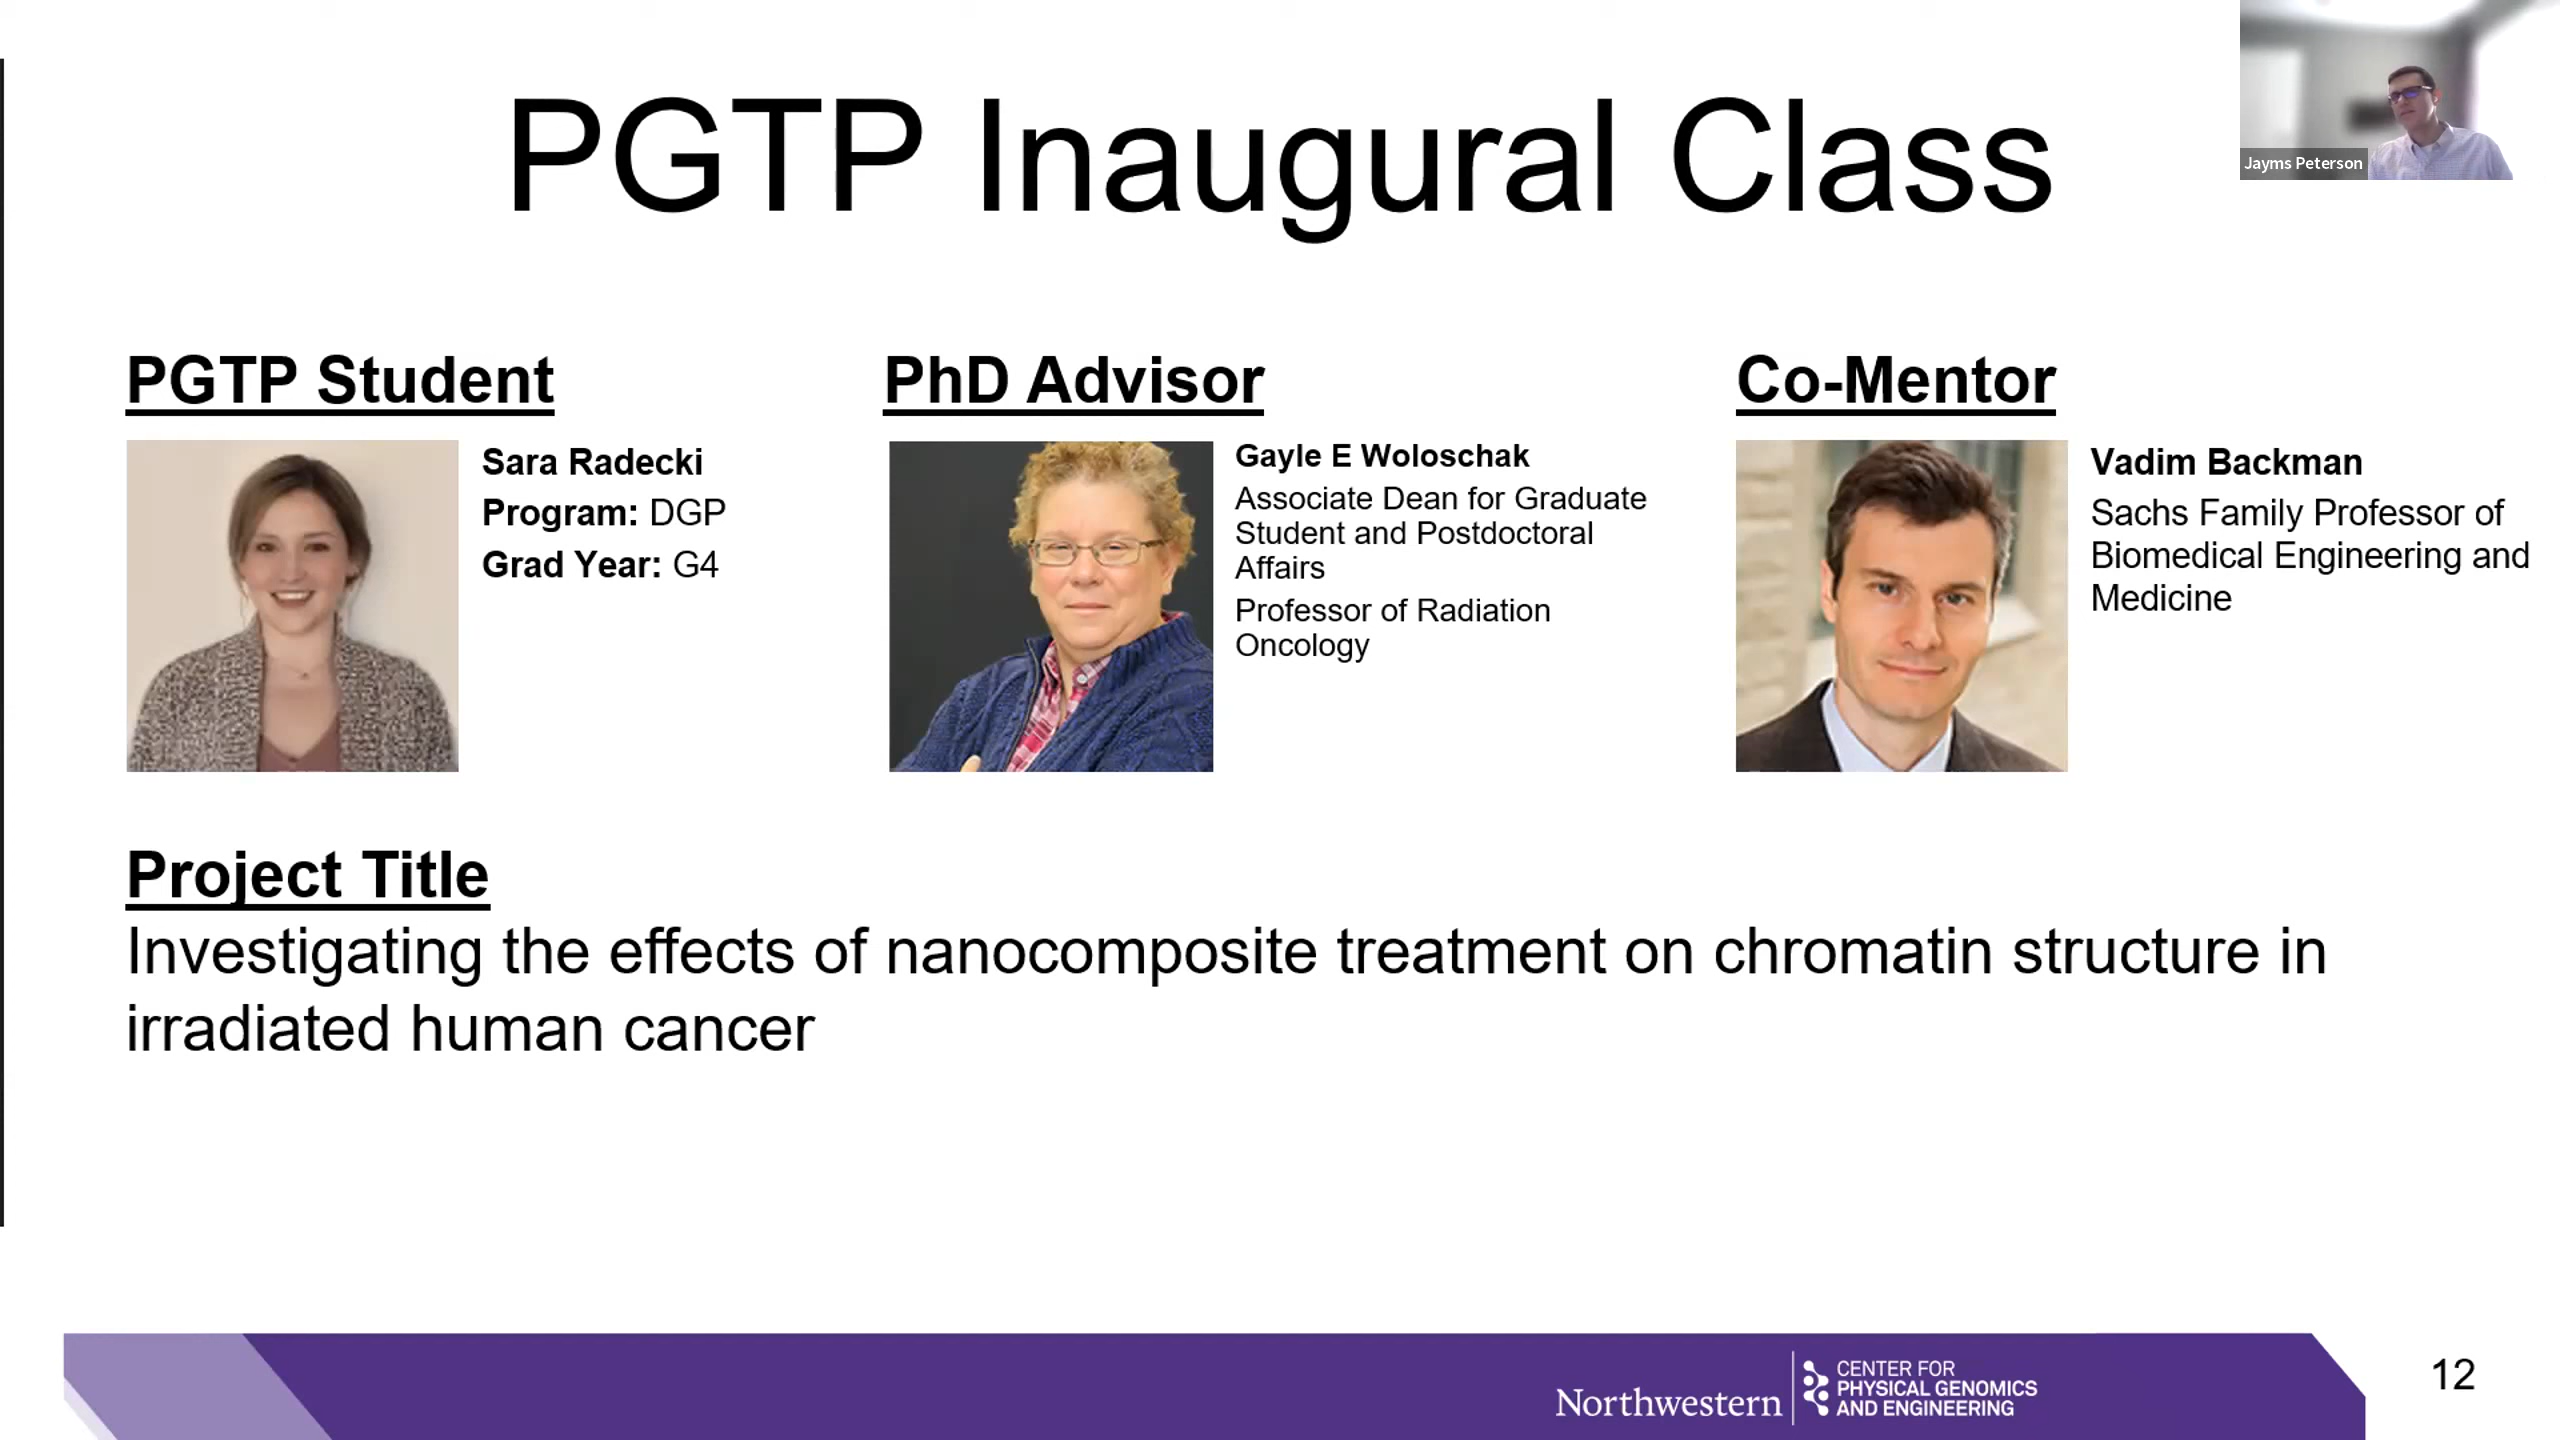 PGTP Inaugural Class
Jayms Peterson
PGTP Student
Sara Radecki
Program: DGP
Grad Year: G4
PhD Advisor
Gayle E Woloschak
Associate Dean for Graduate
Student and Postdoctoral
Affairs
Professor of Radiation
Oncology
Co-Mentor
Vadim Backman
Sachs Family Professor of
Biomedical Engineering and
Medicine
Project Title
Investigating the effects of nanocomposite treatment on chromatin structure in
irradiated human cancer
Northwestern
CENTER FOR
PHYSICAL GENOMICS
AND ENGINEERING
12